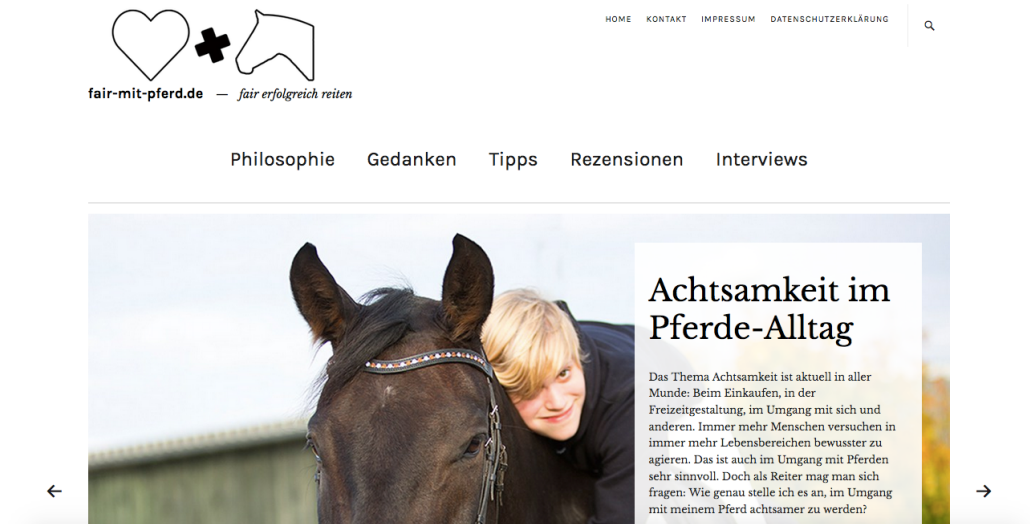 HOME KONTAKT IMPRESSUM DATENSCHUTZERKLÄRUNG
fair-mit-pferd.de — fair erfolgreich reiten
Philosophie Gedanken Tipps Rezensionen Interviews
Achtsamkeit im
Pferde-Alltag
Das Thema Achtsamkeit ist aktuell in aller
Munde: Beim Einkaufen, in der
Freizeitgestaltung, im Umgang mit sich und
anderen. Immer mehr Menschen versuchen in
immer mehr Lebensbereichen bewusster zu
agieren. Das ist auch im Umgang mit Pferden
sehr sinnvoll. Doch als Reiter mag man sich
fragen: Wie genau stelle ich es an, im Umgang
mit meinem Pferd achtsamer zu werden?